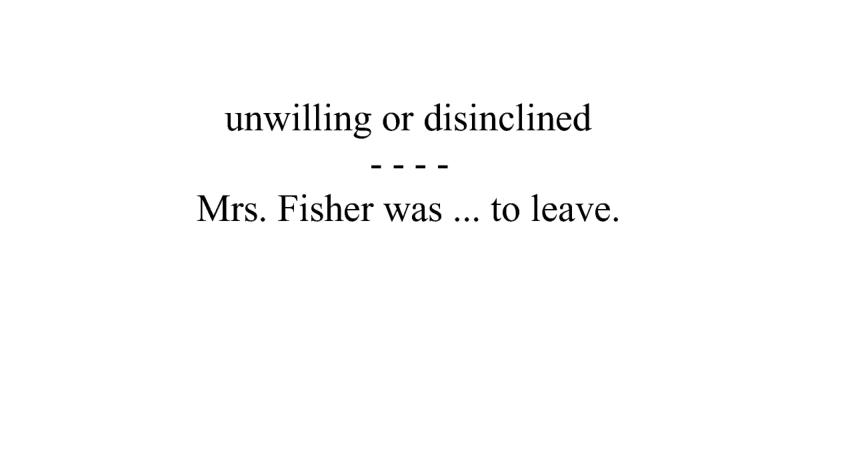 unwilling or disinclined
- - - -
Mrs. Fisher was ... to leave.